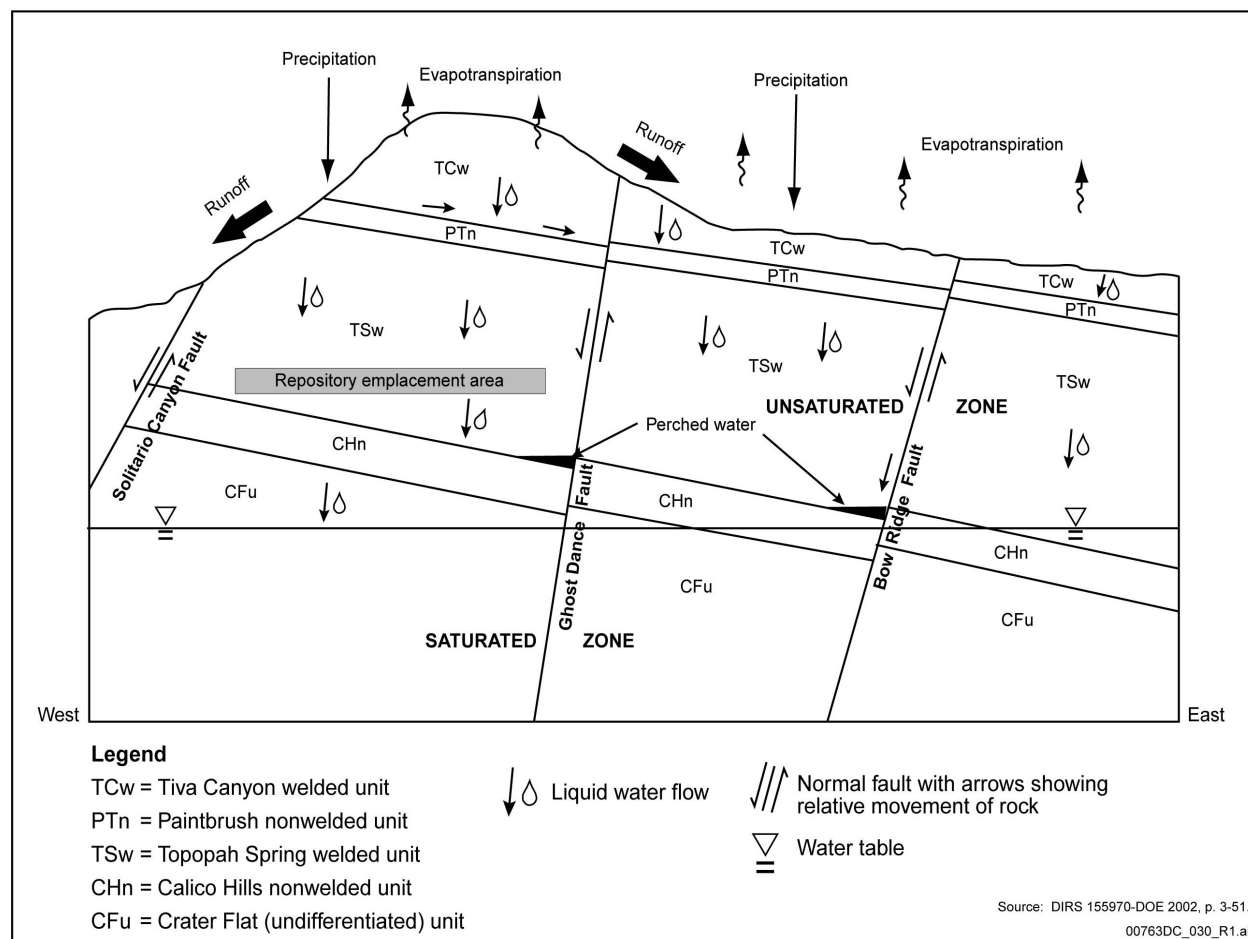 Precipitation
Evapotranspiration
Precipitation
Runoff
Evapotranspiration
Runoff
TCw
PTn
TCw
PTn
TCw
PTn
TSw
TSw
TSw
Repository emplacement area
UNSATURATED ZONE
Perched water
Solitario Canyon Fault
CHn
CFu
CHn
Ghost Dance Fault
Bow Ridge Fault
CHn
CFu
CFu
SATURATED ZONE
West
East
Legend
TCw = Tiva Canyon welded unit
PTn = Paintbrush nonwelded unit
TSw = Topopah Spring welded unit
CHn = Calico Hills nonwelded unit
CFu = Crater Flat (undifferentiated) unit
Liquid water flow
Normal fault with arrows showing
relative movement of rock
Water table
Source: DIRS 155970-DOE 2002, p. 3-51.
00763DC_030_R1.a